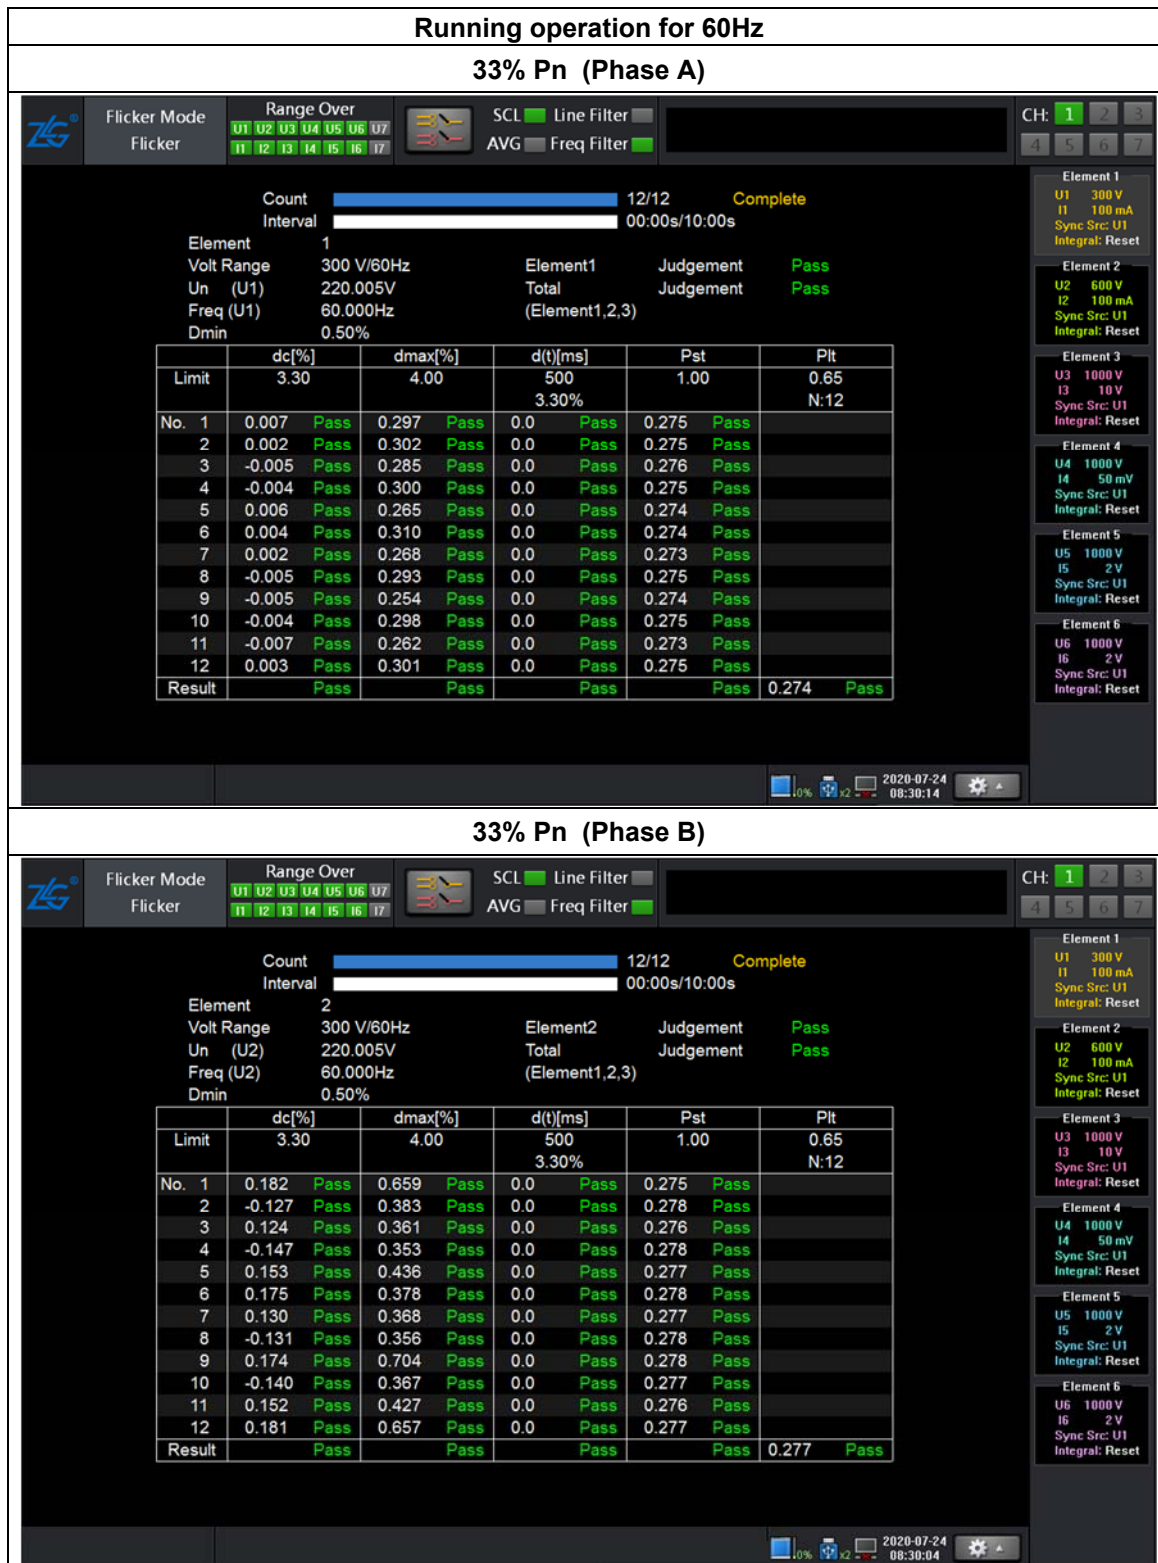 Running operation for 60Hz
33% Pn (Phase A)
ZLG®
Flicker Mode
Flicker
Range Over
U1 U2 U3 U4 U5 U6 U7
I1 I2 I3 I4 I5 I6 I7
SCL Line Filter
AVG Freq Filter
CH: 1 2 3
4 5 6 7
Count 12/12 Complete
Interval 00:00s/10:00s
Element 1
Volt Range 300 V/60Hz Element1 Judgement Pass
Un (U1) 220.005V Total Judgement Pass
Freq (U1) 60.000Hz (Element1,2,3)
Dmin 0.50%
dc[%] dmax[%] d(t)[ms] Pst Plt
Limit 3.30 4.00 500 1.00 0.65
3.30% N:12
No. 1 0.007 Pass 0.297 Pass 0.0 Pass 0.275 Pass
2 0.002 Pass 0.302 Pass 0.0 Pass 0.275 Pass
3 -0.005 Pass 0.285 Pass 0.0 Pass 0.276 Pass
4 -0.004 Pass 0.300 Pass 0.0 Pass 0.275 Pass
5 0.006 Pass 0.265 Pass 0.0 Pass 0.274 Pass
6 0.004 Pass 0.310 Pass 0.0 Pass 0.274 Pass
7 0.002 Pass 0.268 Pass 0.0 Pass 0.273 Pass
8 -0.005 Pass 0.293 Pass 0.0 Pass 0.275 Pass
9 -0.005 Pass 0.254 Pass 0.0 Pass 0.274 Pass
10 -0.004 Pass 0.298 Pass 0.0 Pass 0.275 Pass
11 -0.007 Pass 0.262 Pass 0.0 Pass 0.273 Pass
12 0.003 Pass 0.301 Pass 0.0 Pass 0.275 Pass
Result Pass Pass Pass Pass 0.274 Pass
Element 1
U1 300 V
I1 100 mA
Sync Src: U1
Integral: Reset
Element 2
U2 600 V
I2 100 mA
Sync Src: U1
Integral: Reset
Element 3
U3 1000 V
I3 10 V
Sync Src: U1
Integral: Reset
Element 4
U4 1000 V
I4 50 mV
Sync Src: U1
Integral: Reset
Element 5
U5 1000 V
I5 2 V
Sync Src: U1
Integral: Reset
Element 6
U6 1000 V
I6 2 V
Sync Src: U1
Integral: Reset
0% x2 2020-07-24
08:30:14
33% Pn (Phase B)
ZLG®
Flicker Mode
Flicker
Range Over
U1 U2 U3 U4 U5 U6 U7
I1 I2 I3 I4 I5 I6 I7
SCL Line Filter
AVG Freq Filter
CH: 1 2 3
4 5 6 7
Count 12/12 Complete
Interval 00:00s/10:00s
Element 2
Volt Range 300 V/60Hz Element2 Judgement Pass
Un (U2) 220.005V Total Judgement Pass
Freq (U2) 60.000Hz (Element1,2,3)
Dmin 0.50%
dc[%] dmax[%] d(t)[ms] Pst Plt
Limit 3.30 4.00 500 1.00 0.65
3.30% N:12
No. 1 0.182 Pass 0.659 Pass 0.0 Pass 0.275 Pass
2 -0.127 Pass 0.383 Pass 0.0 Pass 0.278 Pass
3 0.124 Pass 0.361 Pass 0.0 Pass 0.276 Pass
4 -0.147 Pass 0.353 Pass 0.0 Pass 0.278 Pass
5 0.153 Pass 0.436 Pass 0.0 Pass 0.277 Pass
6 0.175 Pass 0.378 Pass 0.0 Pass 0.278 Pass
7 0.130 Pass 0.368 Pass 0.0 Pass 0.277 Pass
8 -0.131 Pass 0.356 Pass 0.0 Pass 0.278 Pass
9 0.174 Pass 0.704 Pass 0.0 Pass 0.278 Pass
10 -0.140 Pass 0.367 Pass 0.0 Pass 0.277 Pass
11 0.152 Pass 0.427 Pass 0.0 Pass 0.276 Pass
12 0.181 Pass 0.657 Pass 0.0 Pass 0.277 Pass
Result Pass Pass Pass Pass 0.277 Pass
Element 1
U1 300 V
I1 100 mA
Sync Src: U1
Integral: Reset
Element 2
U2 600 V
I2 100 mA
Sync Src: U1
Integral: Reset
Element 3
U3 1000 V
I3 10 V
Sync Src: U1
Integral: Reset
Element 4
U4 1000 V
I4 50 mV
Sync Src: U1
Integral: Reset
Element 5
U5 1000 V
I5 2 V
Sync Src: U1
Integral: Reset
Element 6
U6 1000 V
I6 2 V
Sync Src: U1
Integral: Reset
0% x2 2020-07-24
08:30:04